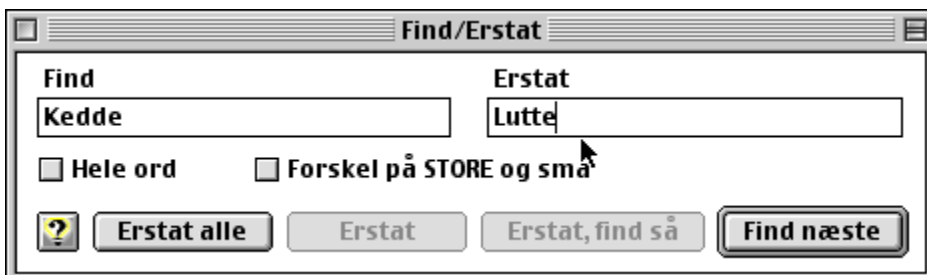 Find/Erstat
Find Erstat
Kedde Lutte
Hele ord Forskel på STORE og små
? Erstat alle Erstat Erstat, find så Find næste